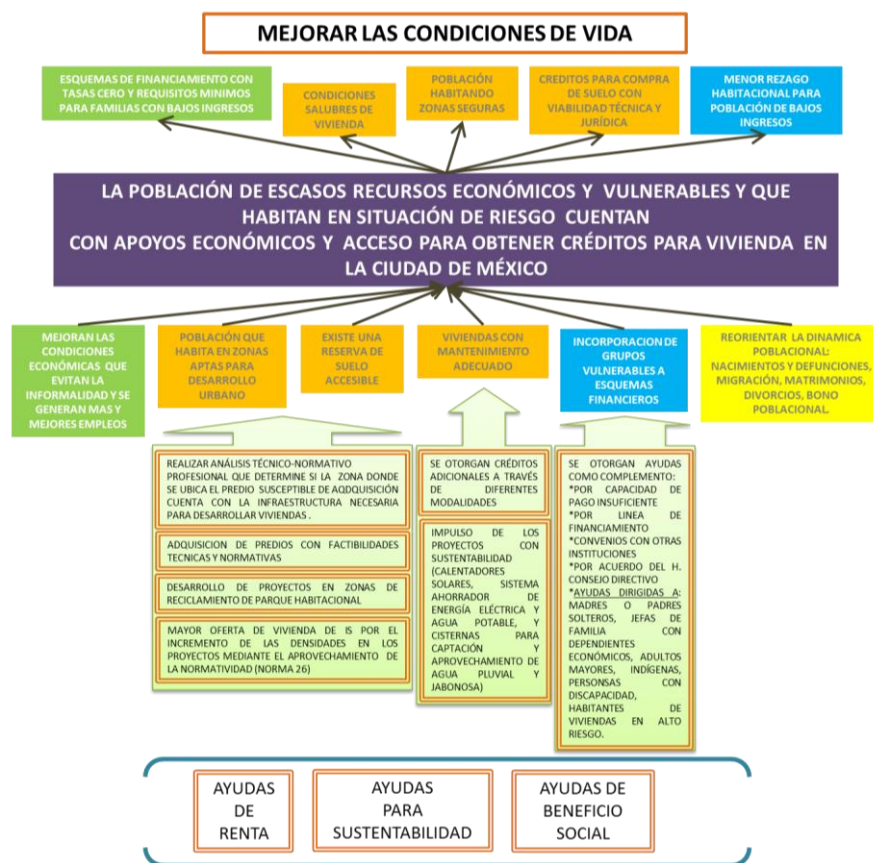 MEJORAR LAS CONDICIONES DE VIDA
ESQUEMAS DE FINANCIAMIENTO CON
TASAS CERO Y REQUISITOS MINIMOS
PARA FAMILIAS CON BAJOS INGRESOS
CONDICIONES
SALUBRES DE
VIVIENDA
POBLACIÓN
HABITANDO
ZONAS SEGURAS
CREDITOS PARA COMPRA
DE SUELO CON
VIABILIDAD TÉCNICA Y
JURÍDICA
MENOR REZAGO
HABITACIONAL PARA
POBLACIÓN DE BAJOS
INGRESOS
LA POBLACIÓN DE ESCASOS RECURSOS ECONÓMICOS Y VULNERABLES Y QUE
HABITAN EN SITUACIÓN DE RIESGO CUENTAN
CON APOYOS ECONÓMICOS Y ACCESO PARA OBTENER CRÉDITOS PARA VIVIENDA EN
LA CIUDAD DE MÉXICO
MEJORAN LAS
CONDICIONES
ECONÓMICAS QUE
EVITAN LA
INFORMALIDAD Y SE
GENERAN MAS Y
MEJORES EMPLEOS
POBLACIÓN QUE
HABITA EN ZONAS
APTAS PARA
DESARROLLO
URBANO
EXISTE UNA
RESERVA DE
SUELO ACCESIBLE
VIVIENDAS CON
MANTENIMIENTO
ADECUADO
INCORPORACION DE
GRUPOS
VULNERABLES A
ESQUEMAS
FINANCIEROS
REORIENTAR LA DINAMICA
POBLACIONAL:
NACIMIENTOS Y DEFUNCIONES,
MIGRACIÓN, MATRIMONIOS,
DIVORCIOS, BONO
POBLACIONAL.
REALIZAR ANÁLISIS TÉCNICO-NORMATIVO
PROFESIONAL QUE DETERMINE SI LA ZONA DONDE
SE UBICA EL PREDIO SUSCEPTIBLE DE AQDQUISICIÓN
CUENTA CON LA INFRAESTRUCTURA NECESARIA
PARA DESARROLLAR VIVIENDAS .
ADQUISICION DE PREDIOS CON FACTIBILIDADES
TECNICAS Y NORMATIVAS
DESARROLLO DE PROYECTOS EN ZONAS DE
RECICLAMIENTO DE PARQUE HABITACIONAL
MAYOR OFERTA DE VIVIENDA DE IS POR EL
INCREMENTO DE LAS DENSIDADES EN LOS
PROYECTOS MEDIANTE EL APROVECHAMIENTO DE
LA NORMATIVIDAD (NORMA 26)
SE OTORGAN CRÉDITOS
ADICIONALES A TRAVÉS
DE DIFERENTES
MODALIDADES
IMPULSO DE LOS
PROYECTOS CON
SUSTENTABILIDAD
(CALENTADORES
SOLARES, SISTEMA
AHORRADOR DE
ENERGÍA ELÉCTRICA Y
AGUA POTABLE, Y
CISTERNAS PARA
CAPTACIÓN Y
APROVECHAMIENTO DE
AGUA PLUVIAL Y
JABONOSA)
SE OTORGAN AYUDAS
COMO COMPLEMENTO:
*POR CAPACIDAD DE
PAGO INSUFICIENTE
*POR LINEA DE
FINANCIAMIENTO
*CONVENIOS CON OTRAS
INSTITUCIONES
*POR ACUERDO DEL H.
CONSEJO DIRECTIVO
*AYUDAS DIRIGIDAS A:
MADRES O PADRES
SOLTEROS, JEFAS DE
FAMILIA CON
DEPENDIENTES
ECONÓMICOS, ADULTOS
MAYORES, INDÍGENAS,
PERSONSAS CON
DISCAPACIDAD,
HABITANTES DE
VIVIENDAS EN ALTO
RIESGO.
AYUDAS
DE
RENTA
AYUDAS
PARA
SUSTENTABILIDAD
AYUDAS DE
BENEFICIO
SOCIAL